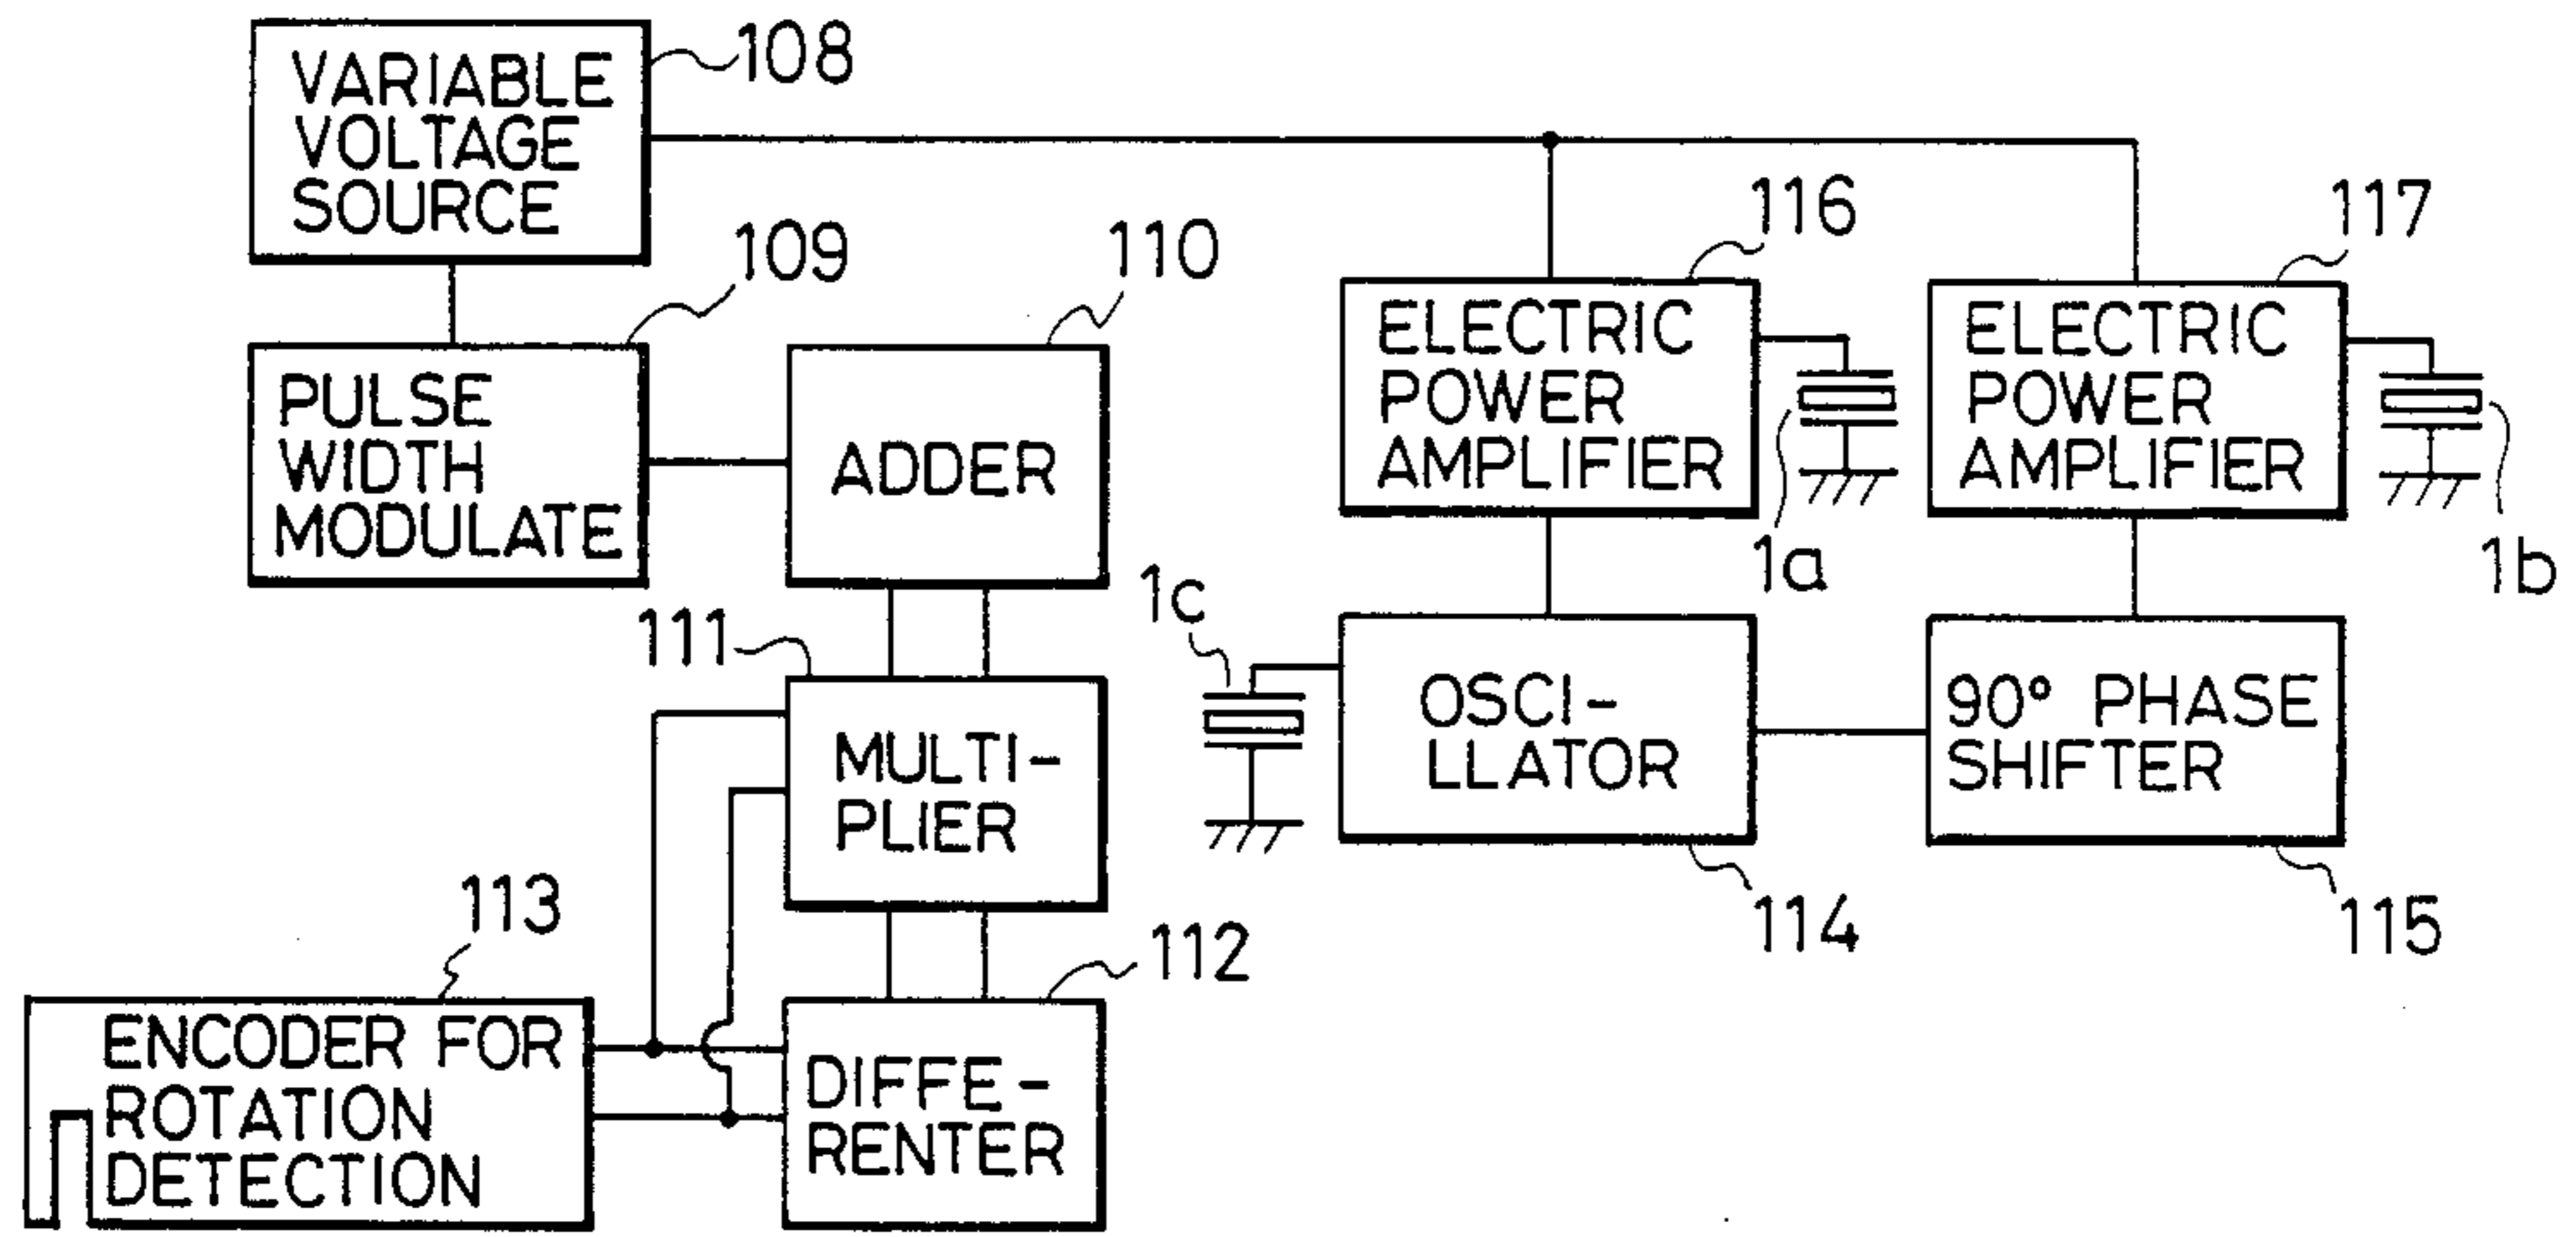 VARIABLE
VOLTAGE
SOURCE
108
PULSE
WIDTH
MODULATE
109
ADDER
110
ELECTRIC
POWER
AMPLIFIER
116
1a
ELECTRIC
POWER
AMPLIFIER
117
1b
111
MULTI-
PLIER
1c
OSCI-
LLATOR
114
90° PHASE
SHIFTER
115
113
ENCODER FOR
ROTATION
DETECTION
112
DIFFE-
RENTER